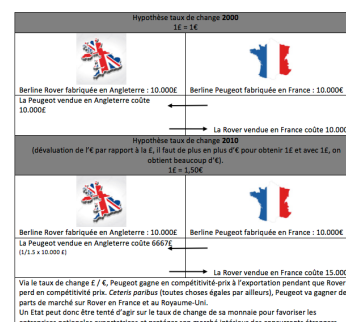 Hypothèse taux de change 2000
1£ = 1€
Berline Rover fabriquée en Angleterre : 10.000£
Berline Peugeot fabriquée en France : 10.000€
La Peugeot vendue en Angleterre coûte
10.000£
La Rover vendue en France coûte 10.00
Hypothèse taux de change 2010
(dévaluation de l'€ par rapport à la £, il faut de plus en plus d'€ pour obtenir 1£ et avec 1£, on
obtient beaucoup d'€).
1£ = 1,50€
Berline Rover fabriquée en Angleterre : 10.000£
Berline Peugeot fabriquée en France : 10.000€
La Peugeot vendue en Angleterre coûte 6667£
(1/1.5 x 10.000 £)
La Rover vendue en France coûte 15.00
Via le taux de change £ / €, Peugeot gagne en compétitivité-prix à l'exportation pendant que Rover
perd en compétitivité prix. Ceteris paribus (toutes choses égales par ailleurs), Peugeot va gagner de
parts de marché sur Rover en France et au Royaume-Uni.
Un Etat peut donc être tenté d'agir sur le taux de change de sa monnaie pour favoriser les